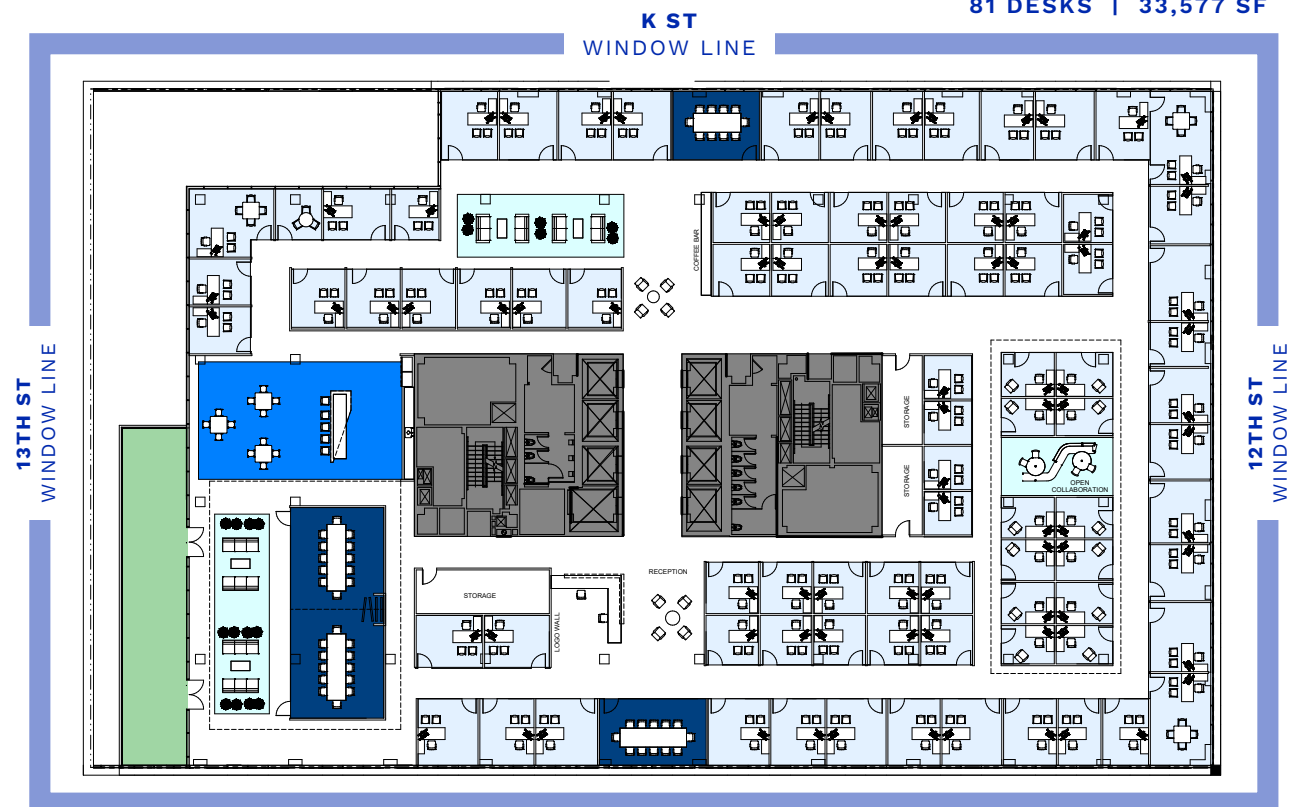 81 DESKS | 33,577 SF
K ST
WINDOW LINE
13TH ST
WINDOW LINE
12TH ST
WINDOW LINE
COFFEE BAR
STORAGE
STORAGE
OPEN
COLLABORATION
RECEPTION
STORAGE
LOGO WALL